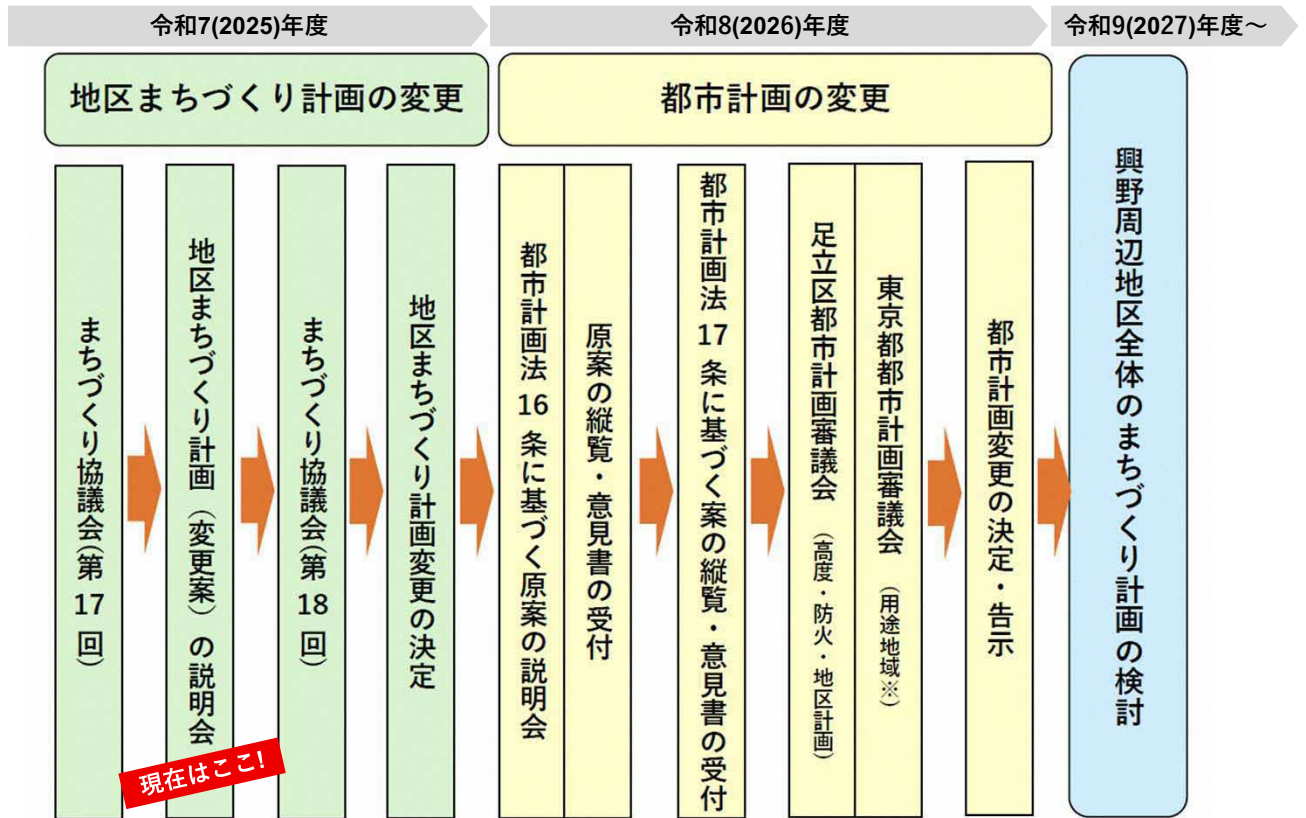 令和7(2025)年度
令和8(2026)年度
令和9(2027)年度～
地区まちづくり計画の変更
都市計画の変更
まちづくり協議会(第17回)
地区まちづくり計画（変更案）の説明会
現在はここ!
まちづくり協議会(第18回)
地区まちづくり計画変更の決定
都市計画法16条に基づく原案の説明会
原案の縦覧・意見書の受付
都市計画法17条に基づく案の縦覧・意見書の受付
足立区都市計画審議会（高度・防火・地区計画）
東京都都市計画審議会（用途地域※）
都市計画変更の決定・告示
興野周辺地区全体のまちづくり計画の検討